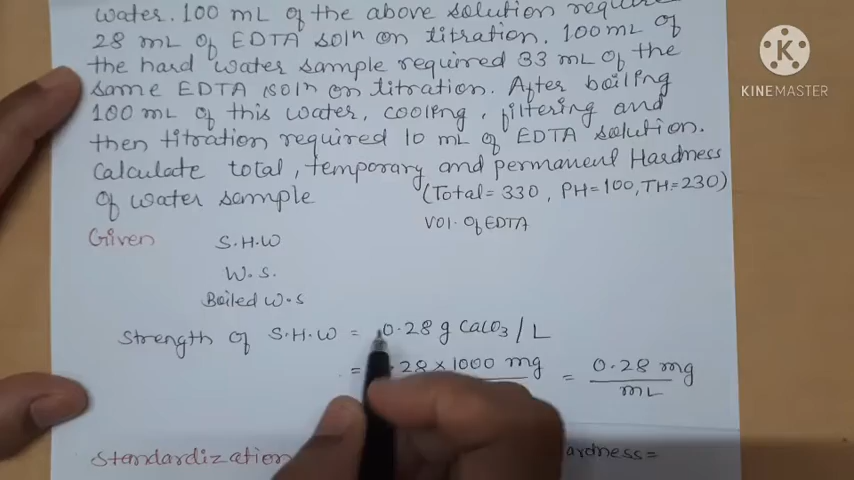 water. 100 mL of the above solution require
28 mL of EDTA soln on titration. 100 mL of
the hard water sample required 33 mL of the
same EDTA soln on titration. After boiling
100 mL of this water, cooling, filtering and
then titration required 10 mL of EDTA solution.
Calculate total, temporary and permanent Hardness
of water sample (Total = 330, PH=100, TH=230)
Vol. Of EDTA
Given S.H.W
W.S.
Boiled W.S
Strength of S.H.W = 0.28 g CaCO3 / L
= .28 × 1000 mg = 0.28 mg
mL
Standardization ardness=
K
KINEMASTER